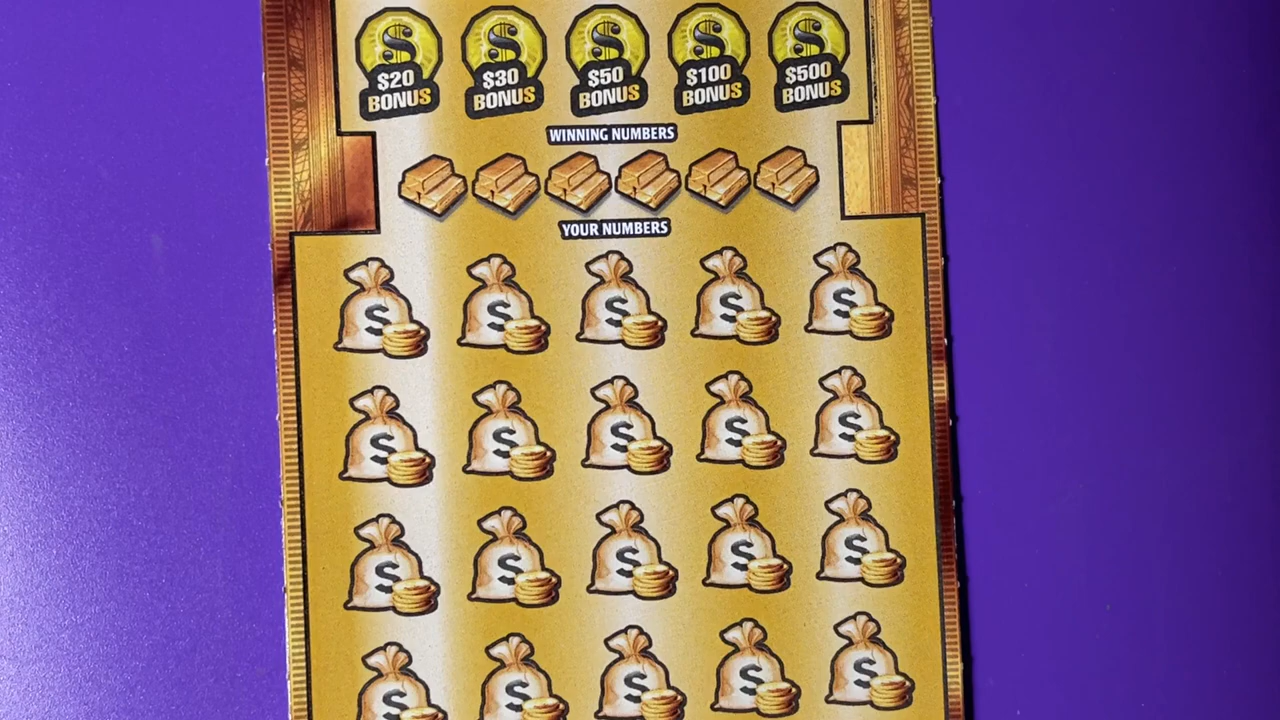 $20 BONUS
$30 BONUS
$50 BONUS
$100 BONUS
$500 BONUS
WINNING NUMBERS
YOUR NUMBERS
$ $ $ $ $
$ $ $ $ $
$ $ $ $ $
$ $ $ $ $